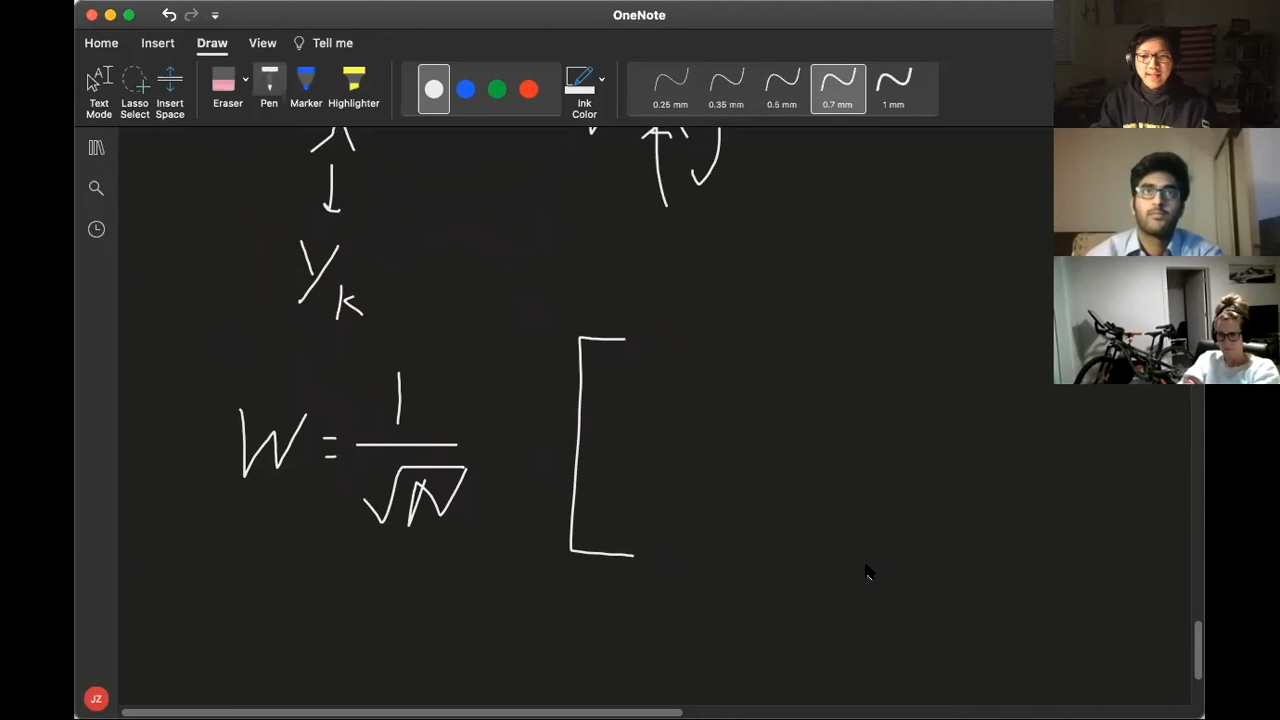 OneNote
Home Insert Draw View Tell me
Text Mode Lasso Select Insert Space Eraser Pen Marker Highlighter Ink Color 0.25 mm 0.35 mm 0.5 mm 0.7 mm 1 mm
Y_k
W = 1/√N [
JZ